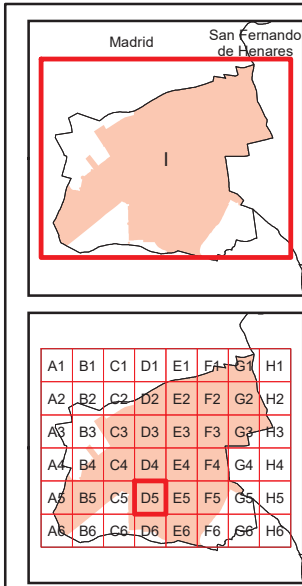 Madrid
San Fernando
de Henares
I
A1 B1 C1 D1 E1 F1 G1 H1
A2 B2 C2 D2 E2 F2 G2 H2
A3 B3 C3 D3 E3 F3 G3 H3
A4 B4 C4 D4 E4 F4 G4 H4
A5 B5 C5 D5 E5 F5 G5 H5
A6 B6 C6 D6 E6 F6 G6 H6